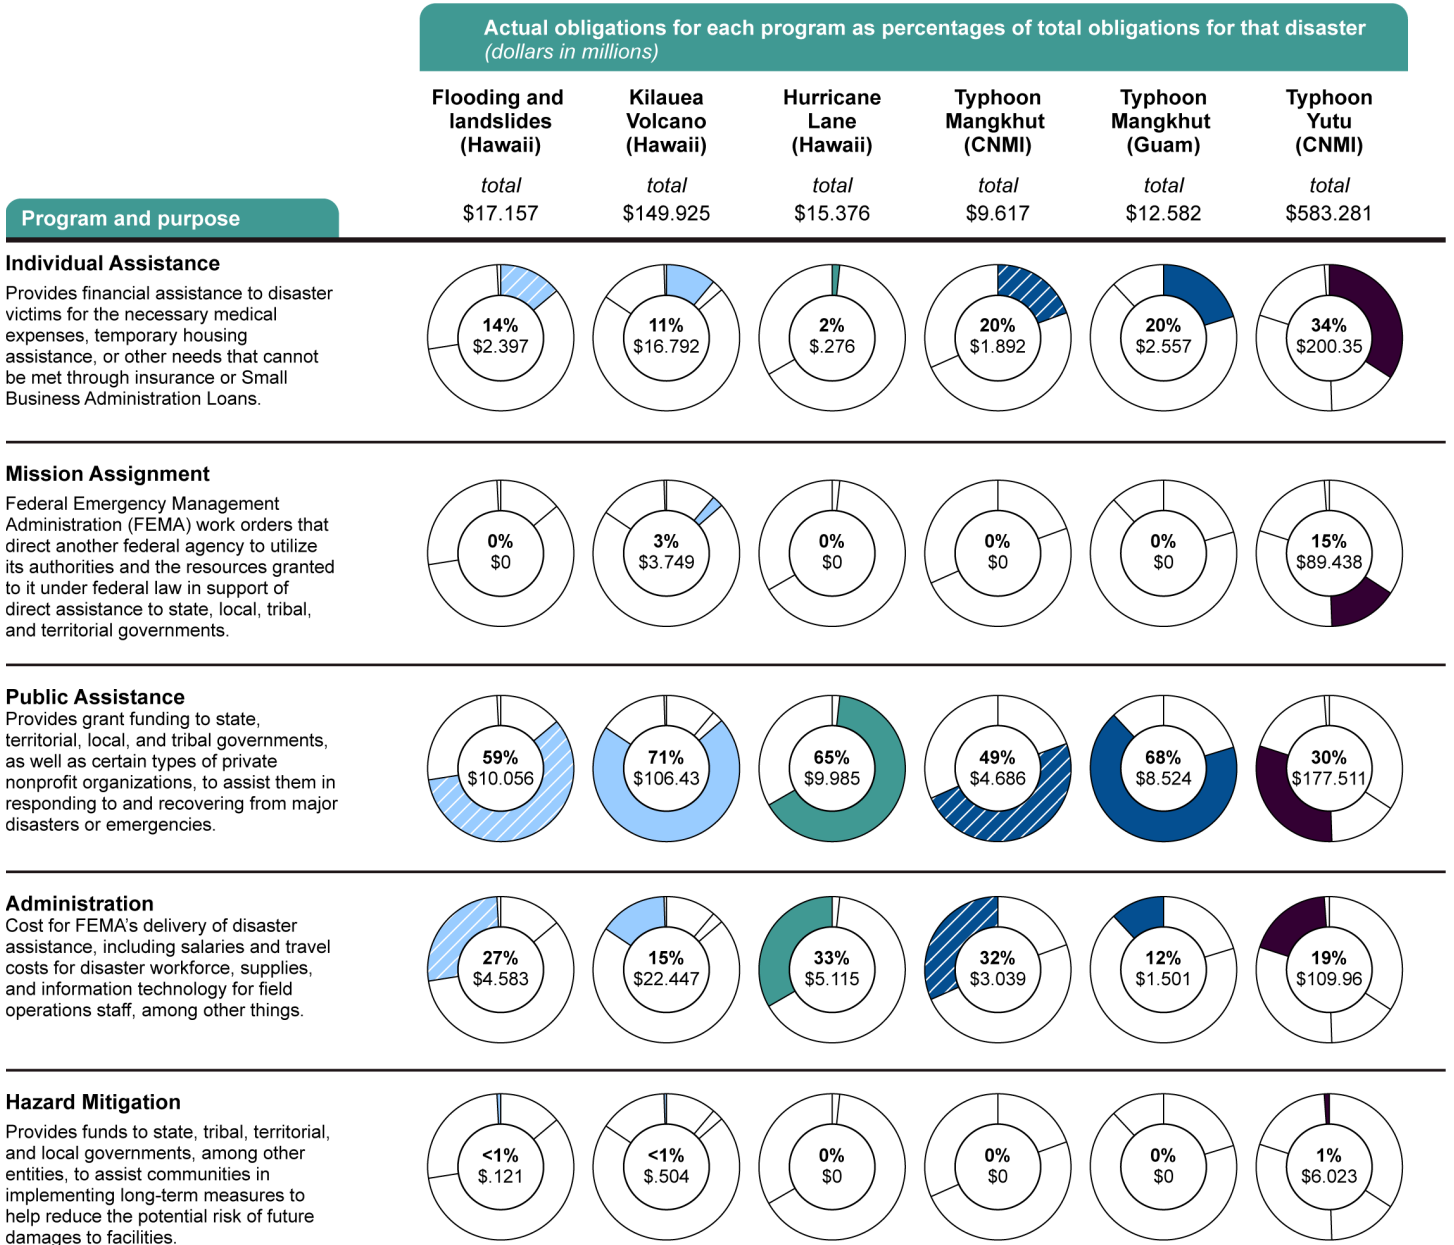 Actual obligations for each program as percentages of total obligations for that disaster
(dollars in millions)
Flooding and
landslides
(Hawaii)
total
$17.157
Kilauea
Volcano
(Hawaii)
total
$149.925
Hurricane
Lane
(Hawaii)
total
$15.376
Typhoon
Mangkhut
(CNMI)
total
$9.617
Typhoon
Mangkhut
(Guam)
total
$12.582
Typhoon
Yutu
(CNMI)
total
$583.281
Program and purpose
Individual Assistance
Provides financial assistance to disaster
victims for the necessary medical
expenses, temporary housing
assistance, or other needs that cannot
be met through insurance or Small
Business Administration Loans.
14%
$2.397
11%
$16.792
2%
$.276
20%
$1.892
20%
$2.557
34%
$200.35
Mission Assignment
Federal Emergency Management
Administration (FEMA) work orders that
direct another federal agency to utilize
its authorities and the resources granted
to it under federal law in support of
direct assistance to state, local, tribal,
and territorial governments.
0%
$0
3%
$3.749
0%
$0
0%
$0
0%
$0
15%
$89.438
Public Assistance
Provides grant funding to state,
territorial, local, and tribal governments,
as well as certain types of private
nonprofit organizations, to assist them in
responding to and recovering from major
disasters or emergencies.
59%
$10.056
71%
$106.43
65%
$9.985
49%
$4.686
68%
$8.524
30%
$177.511
Administration
Cost for FEMA’s delivery of disaster
assistance, including salaries and travel
costs for disaster workforce, supplies,
and information technology for field
operations staff, among other things.
27%
$4.583
15%
$22.447
33%
$5.115
32%
$3.039
12%
$1.501
19%
$109.96
Hazard Mitigation
Provides funds to state, tribal, territorial,
and local governments, among other
entities, to assist communities in
implementing long-term measures to
help reduce the potential risk of future
damages to facilities.
<1%
$.121
<1%
$.504
0%
$0
0%
$0
0%
$0
1%
$6.023